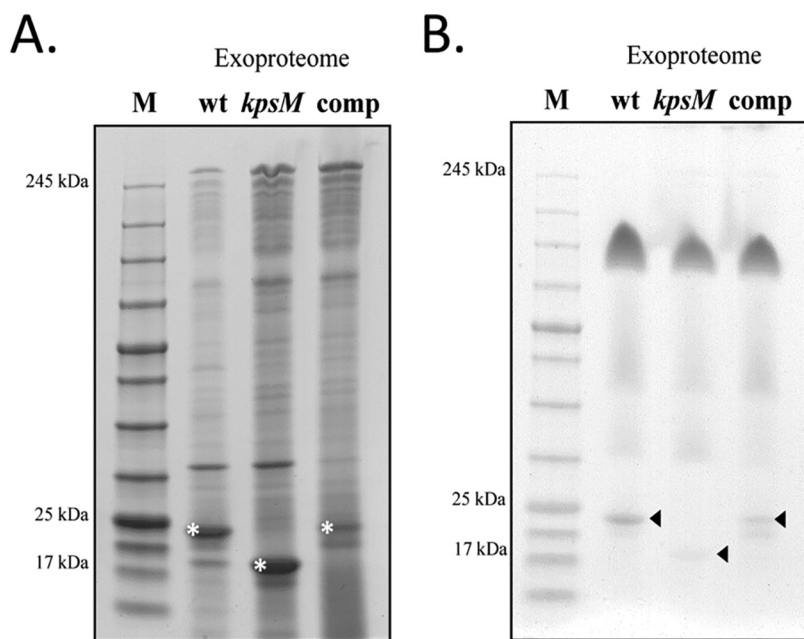 A.
Exoproteome
M wt kpsM comp
245 kDa
25 kDa
17 kDa
*
*
*
B.
Exoproteome
M wt kpsM comp
245 kDa
25 kDa
17 kDa